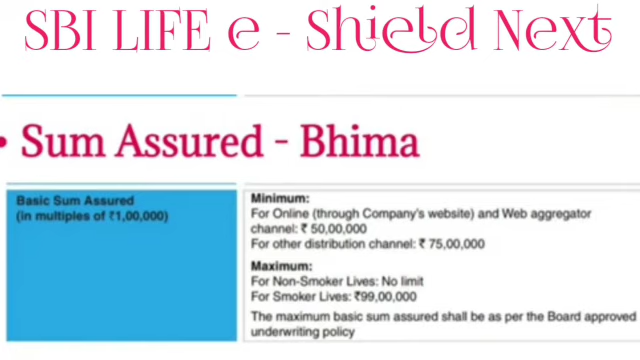 SBI LIFE e - Shield Next
• Sum Assured - Bhima
Basic Sum Assured
(in multiples of ₹1,00,000)
Minimum:
For Online (through Company's website) and Web aggregator
channel: ₹ 50,00,000
For other distribution channel: ₹ 75,00,000
Maximum:
For Non-Smoker Lives: No limit
For Smoker Lives: ₹99,00,000
The maximum basic sum assured shall be as per the Board approved
underwriting policy